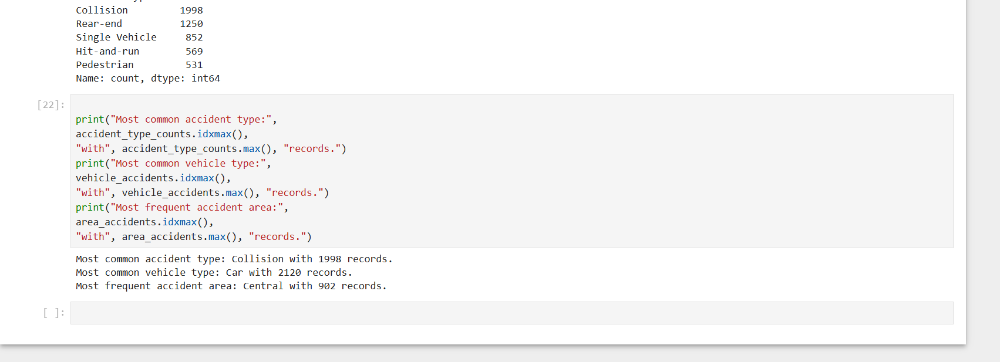 Collision         1998
Rear-end          1250
Single Vehicle     852
Hit-and-run        569
Pedestrian         531
Name: count, dtype: int64
[22]:
print("Most common accident type:",
accident_type_counts.idxmax(),
"with", accident_type_counts.max(), "records.")
print("Most common vehicle type:",
vehicle_accidents.idxmax(),
"with", vehicle_accidents.max(), "records.")
print("Most frequent accident area:",
area_accidents.idxmax(),
"with", area_accidents.max(), "records.")
Most common accident type: Collision with 1998 records.
Most common vehicle type: Car with 2120 records.
Most frequent accident area: Central with 902 records.
[ ]: